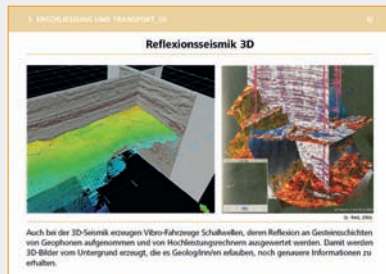 5. ERSCHLIESSUNG UND TRANSPORT
Reflexionsseismik 3D
Auch bei der 3D-Seismik erzeugen Vibro-Fahrzeuge Schallwellen, deren Reflexion an Gesteinsschichten
von Geophonen aufgenommen und von Hochleistungsrechnern ausgewertet werden. Damit werden
3D-Bilder vom Untergrund erzeugt, die es Geolog/inn/en erlauben, noch genauere Informationen zu
erhalten.